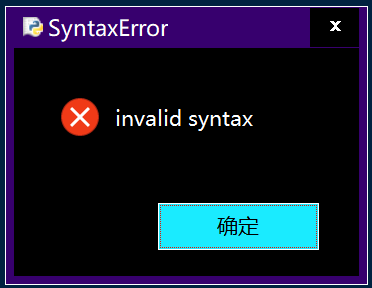 SyntaxError
invalid syntax
确定